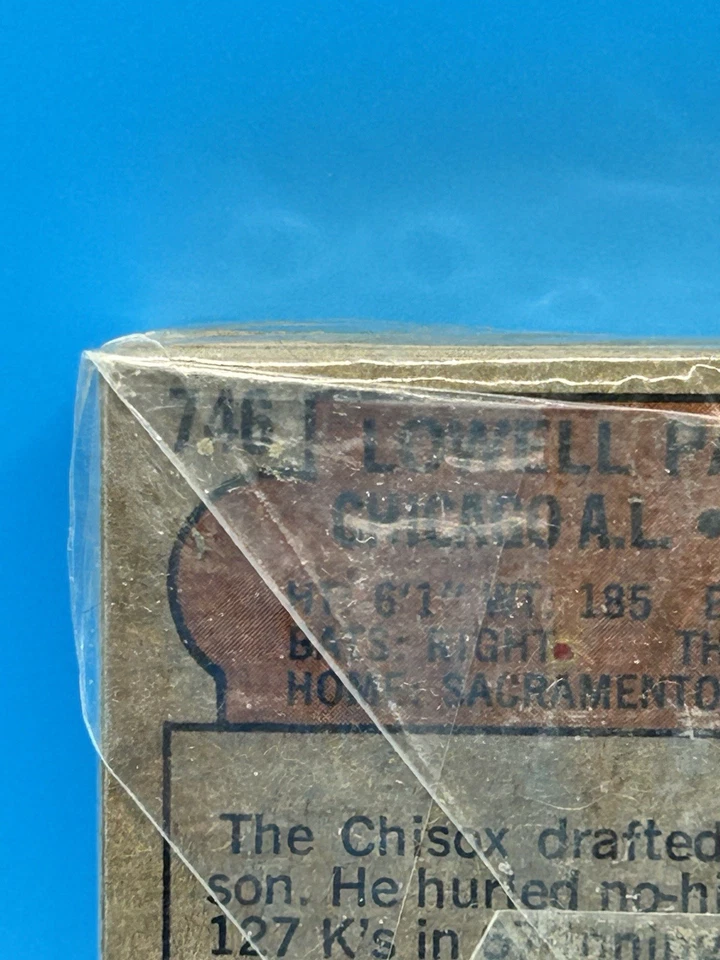 746 LOWELL
CHICAGO A.L.
HT: 6'1" WT: 185
BATS: RIGHT
HOME: SACRAMENTO
The Chisox drafted
son. He hurled no-hi
127 K's in